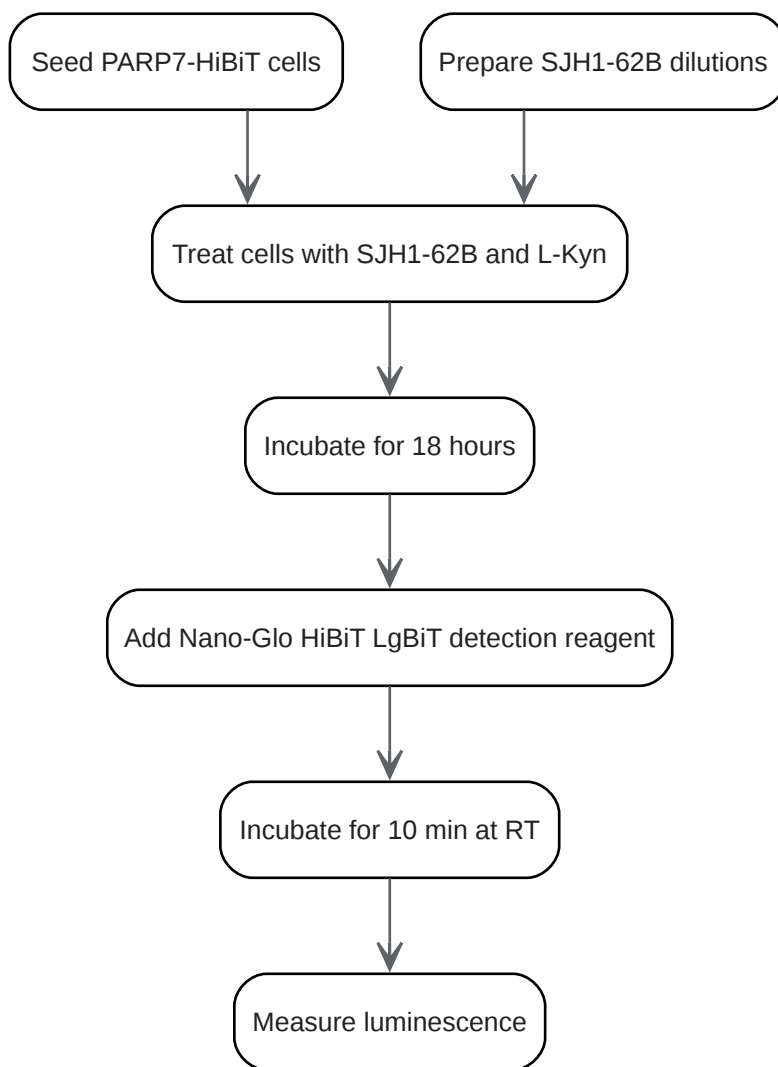 Seed PARP7-HiBiT cells
Prepare SJH1-62B dilutions
Treat cells with SJH1-62B and L-Kyn
Incubate for 18 hours
Add Nano-Glo HiBiT LgBiT detection reagent
Incubate for 10 min at RT
Measure luminescence